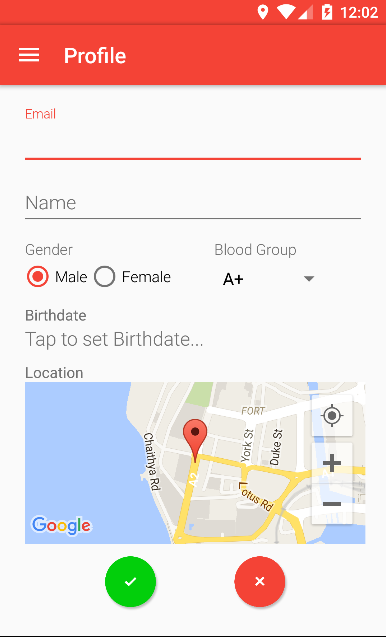 12:02
Profile
Email
Name
Gender Blood Group
Male Female A+
Birthdate
Tap to set Birthdate...
Location
FORT
Chaithya Rd
York St
Duke St
A2
Lotus Rd
Google